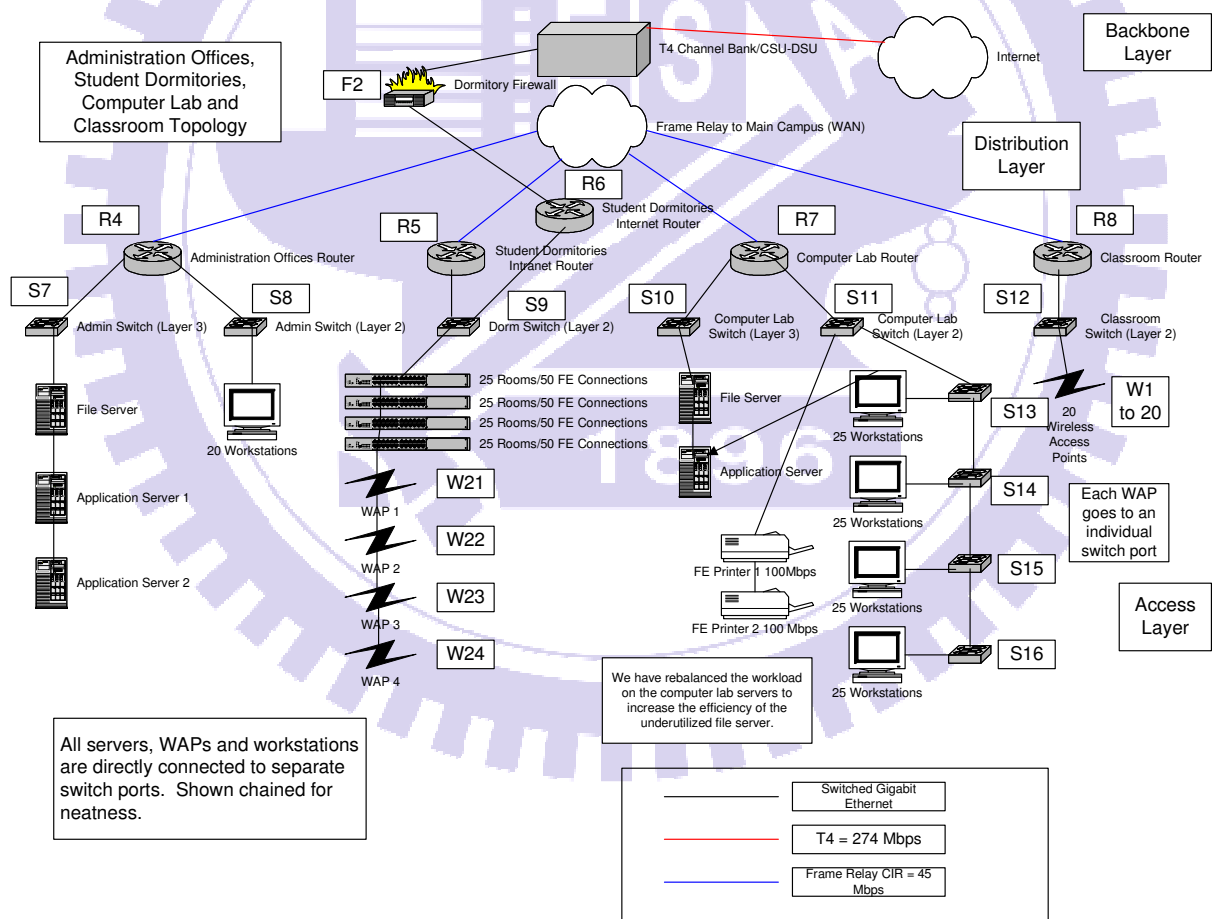 Administration Offices,
Student Dormitories,
Computer Lab and
Classroom Topology
F2
Dormitory Firewall
T4 Channel Bank/CSU-DSU
Internet
Backbone
Layer
Frame Relay to Main Campus (WAN)
Distribution
Layer
R4
Administration Offices Router
R5
Student Dormitories
Intranet Router
R6
Student Dormitories
Internet Router
R7
Computer Lab Router
R8
Classroom Router
S7
Admin Switch (Layer 3)
S8
Admin Switch (Layer 2)
S9
Dorm Switch (Layer 2)
S10
Computer Lab
Switch (Layer 3)
S11
Computer Lab
Switch (Layer 2)
S12
Classroom
Switch (Layer 2)
File Server
Application Server 1
Application Server 2
20 Workstations
25 Rooms/50 FE Connections
25 Rooms/50 FE Connections
25 Rooms/50 FE Connections
25 Rooms/50 FE Connections
W21
WAP 1
W22
WAP 2
W23
WAP 3
W24
WAP 4
File Server
Application Server
FE Printer 1 100Mbps
FE Printer 2 100 Mbps
25 Workstations
S13
25 Workstations
S14
25 Workstations
S15
25 Workstations
S16
20
Wireless
Access
Points
W1
to 20
Each WAP
goes to an
individual
switch port
Access
Layer
1896
We have rebalanced the workload
on the computer lab servers to
increase the efficiency of the
underutilized file server.
All servers, WAPs and workstations
are directly connected to separate
switch ports. Shown chained for
neatness.
Switched Gigabit
Ethernet
T4 = 274 Mbps
Frame Relay CIR = 45
Mbps